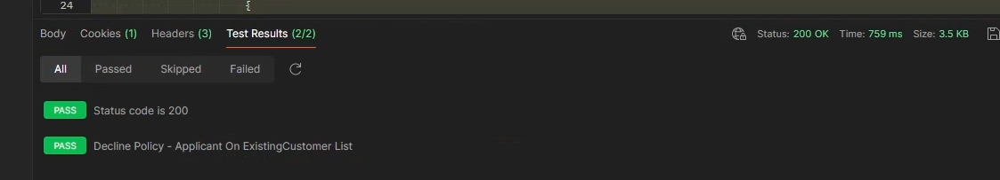 24 {
Body Cookies (1) Headers (3) Test Results (2/2) Status: 200 OK Time: 759 ms Size: 3.5 KB
All Passed Skipped Failed
PASS Status code is 200
PASS Decline Policy - Applicant On ExistingCustomer List